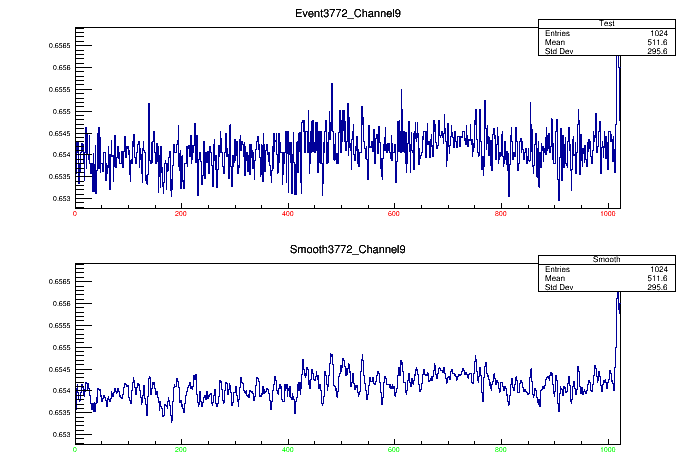 Event3772_Channel9
Test
Entries 1024
Mean 511.6
Std Dev 295.6
0.6565
0.656
0.6555
0.655
0.6545
0.654
0.6535
0.653
0 200 400 600 800 1000
Smooth3772_Channel9
Smooth
Entries 1024
Mean 511.6
Std Dev 295.6
0.6565
0.656
0.6555
0.655
0.6545
0.654
0.6535
0.653
0 200 400 600 800 1000